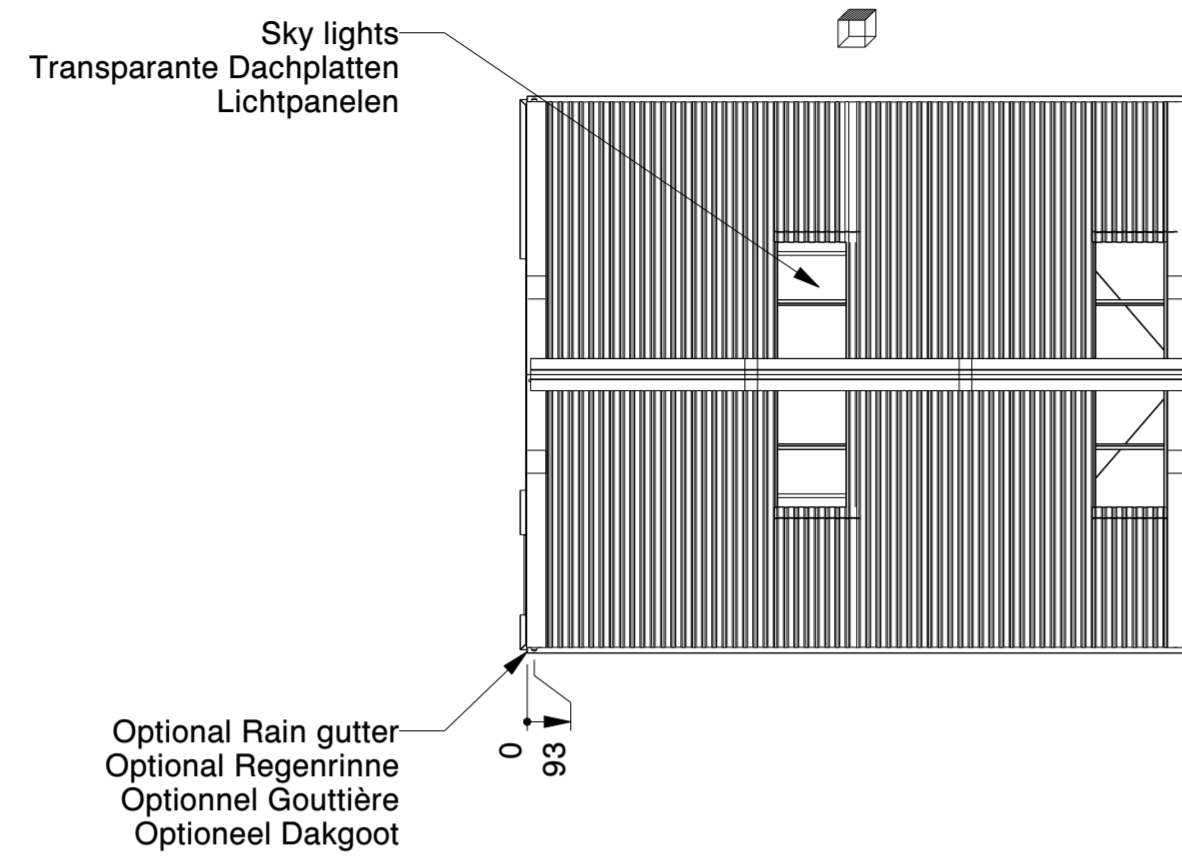 Sky lights
Transparante Dachplatten
Lichtpanelen
Optional Rain gutter
Optional Regenrinne
Optionnel Gouttière
Optioneel Dakgoot
0
93